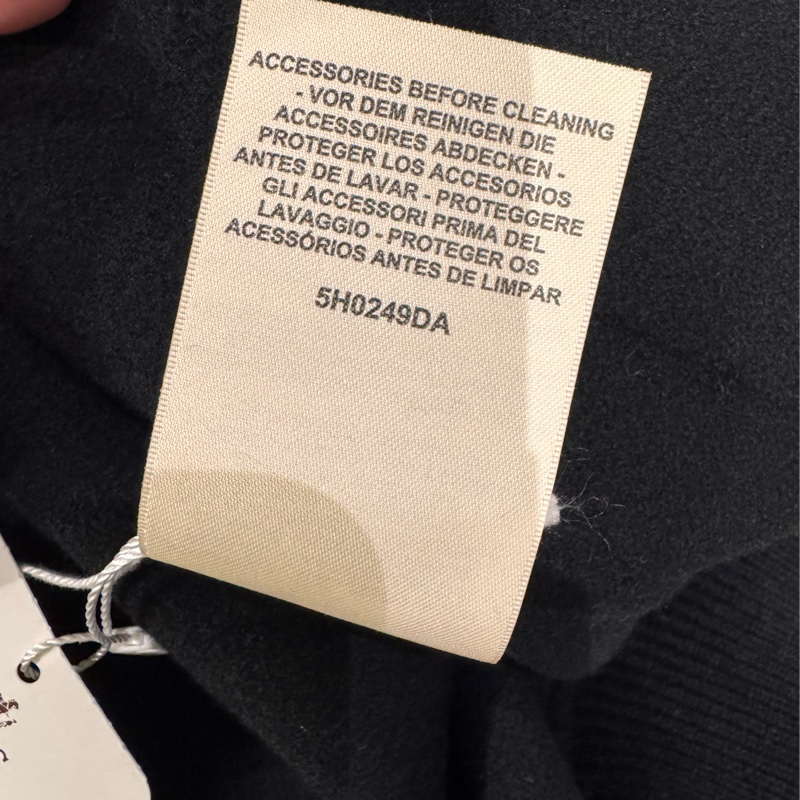 ACCESSORIES BEFORE CLEANING
- VOR DEM REINIGEN DIE
ACCESSOIRES ABDECKEN -
PROTEGER LOS ACCESORIOS
ANTES DE LAVAR - PROTEGGERE
GLI ACCESSORI PRIMA DEL
LAVAGGIO - PROTEGER OS
ACESSÓRIOS ANTES DE LIMPAR
5H0249DA